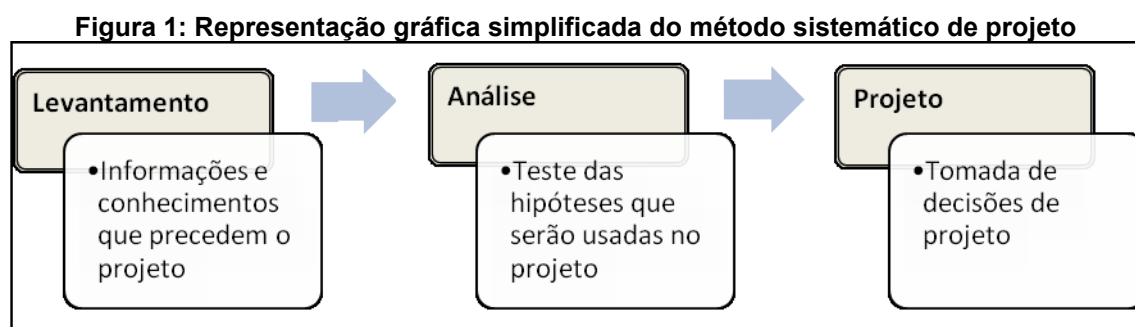 Figura 1: Representação gráfica simplificada do método sistemático de projeto
Levantamento
•Informações e
conhecimentos
que precedem o
projeto
Análise
•Teste das
hipóteses que
serão usadas no
projeto
Projeto
•Tomada de
decisões de
projeto